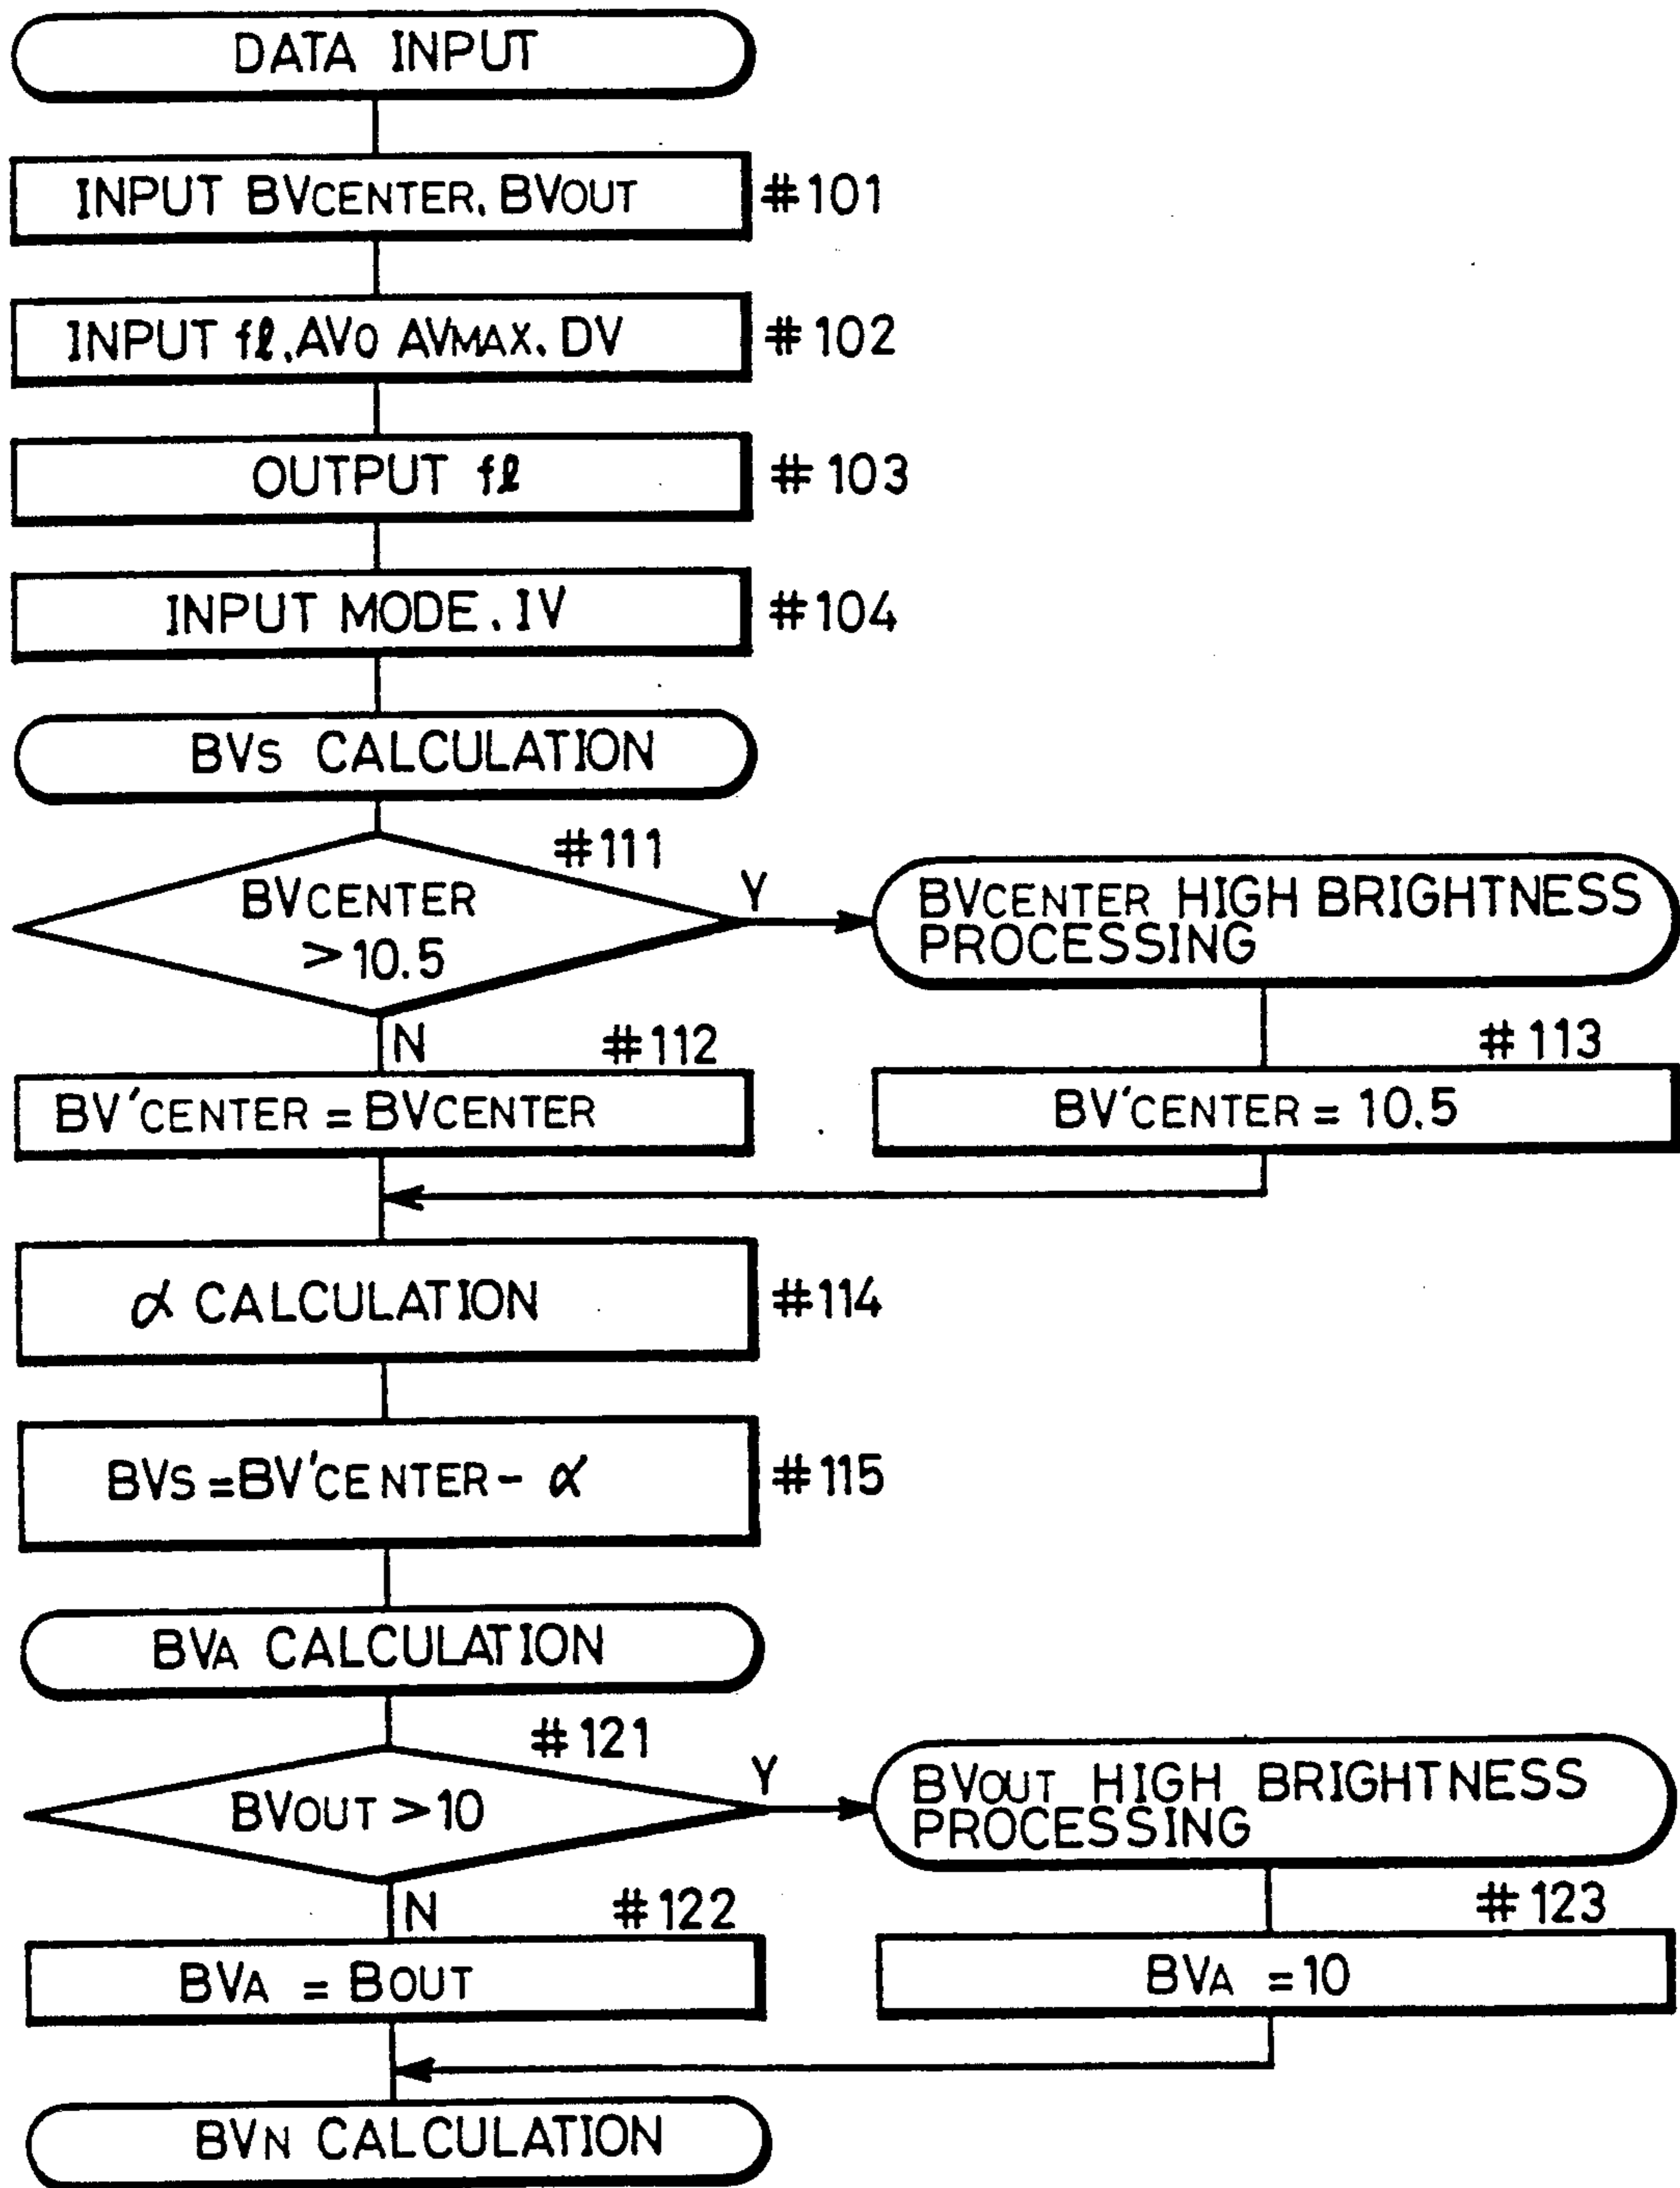 DATA INPUT
INPUT BVCENTER, BVOUT #101
INPUT fℓ, AVO AVMAX, DV #102
OUTPUT fℓ #103
INPUT MODE, IV #104
BVS CALCULATION
#111
BVCENTER
>10.5
Y
BVCENTER HIGH BRIGHTNESS
PROCESSING
N
#112
#113
BV'CENTER = BVCENTER
BV'CENTER = 10.5
α CALCULATION #114
BVS = BV'CENTER - α #115
BVA CALCULATION
#121
BVOUT > 10
Y
BVOUT HIGH BRIGHTNESS
PROCESSING
N
#122
#123
BVA = BOUT
BVA = 10
BVN CALCULATION